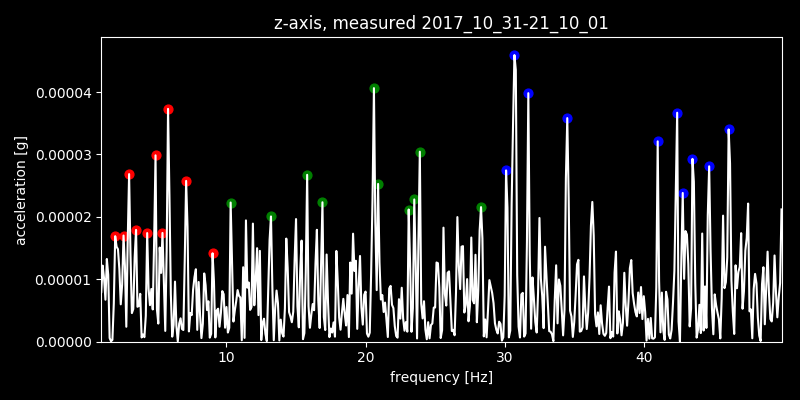 z-axis, measured 2017_10_31-21_10_01
0.00004
0.00003
0.00002
0.00001
0.00000
acceleration [g]
10 20 30 40
frequency [Hz]